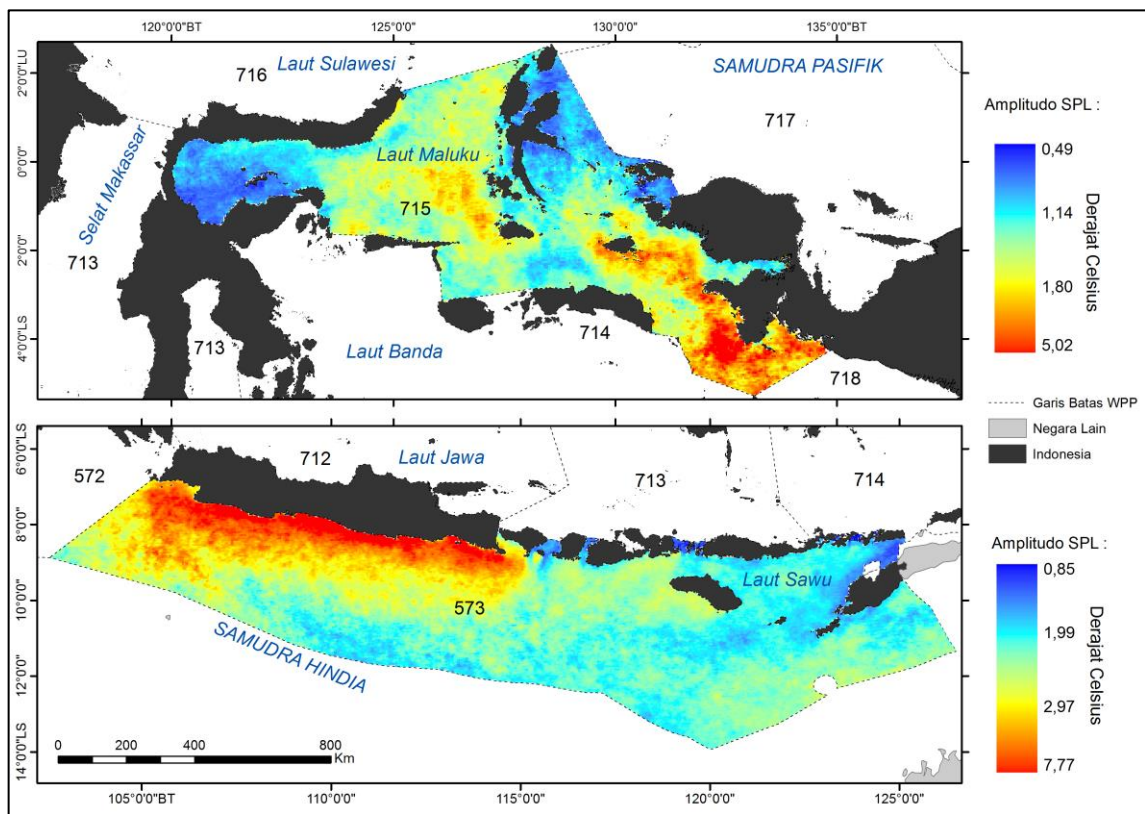 120°0'0"BT
125°0'0"
130°0'0"
135°0'0"BT
2°0'0"LU
0°0'0"
2°0'0"
4°0'0"LS
716
Laut Sulawesi
SAMUDRA PASIFIK
717
Selat Makassar
Laut Maluku
715
713
713
Laut Banda
714
718
Amplitudo SPL :
0,49
1,14
1,80
5,02
Derajat Celsius
Garis Batas WPP
Negara Lain
Indonesia
6°0'0"LS
8°0'0"
10°0'0"
12°0'0"
14°0'0"LS
572
712
Laut Jawa
713
714
Laut Sawu
573
SAMUDRA HINDIA
0
200
400
800
Km
105°0'0"BT
110°0'0"
115°0'0"
120°0'0"
125°0'0"
Amplitudo SPL :
0,85
1,99
2,97
7,77
Derajat Celsius